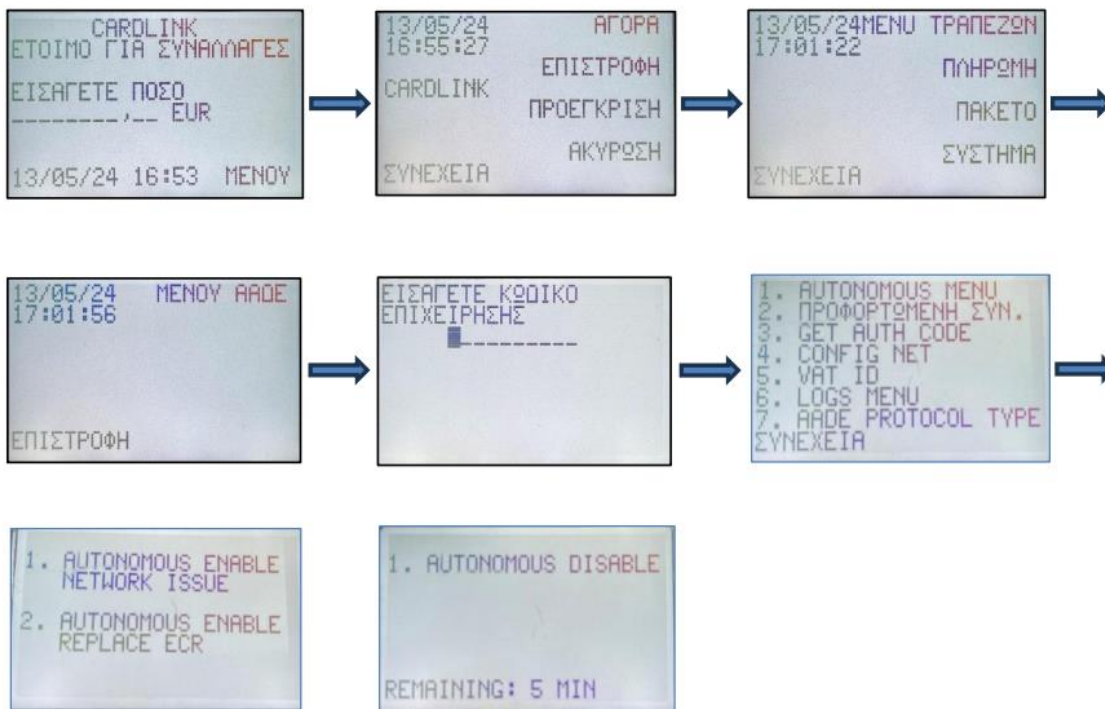 CARDLINK
ΕΤΟΙΜΟ ΓΙΑ ΣΥΝΑΛΛΑΓΕΣ
ΕΙΣΑΓΕΤΕ ΠΟΣΟ
________,__ EUR
13/05/24 16:53 ΜΕΝΟΥ
13/05/24 ΑΓΟΡΑ
16:55:27
ΕΠΙΣΤΡΟΦΗ
CARDLINK
ΠΡΟΕΓΚΡΙΣΗ
ΑΚΥΡΩΣΗ
ΣΥΝΕΧΕΙΑ
13/05/24MENU ΤΡΑΠΕΖΩΝ
17:01:22
ΠΛΗΡΩΜΗ
ΠΑΚΕΤΟ
ΣΥΣΤΗΜΑ
ΣΥΝΕΧΕΙΑ
13/05/24 ΜΕΝΟΥ ΑΑΔΕ
17:01:56
ΕΠΙΣΤΡΟΦΗ
ΕΙΣΑΓΕΤΕ ΚΩΔΙΚΟ
ΕΠΙΧΕΙΡΗΣΗΣ
_________
1. AUTONOMOUS MENU
2. ΠΡΟΦΟΡΤΩΜΕΝΗ ΣΥΝ.
3. GET AUTH CODE
4. CONFIG NET
5. VAT ID
6. LOGS MENU
7. AADE PROTOCOL TYPE
ΣΥΝΕΧΕΙΑ
1. AUTONOMOUS ENABLE
NETWORK ISSUE
2. AUTONOMOUS ENABLE
REPLACE ECR
1. AUTONOMOUS DISABLE
REMAINING: 5 MIN